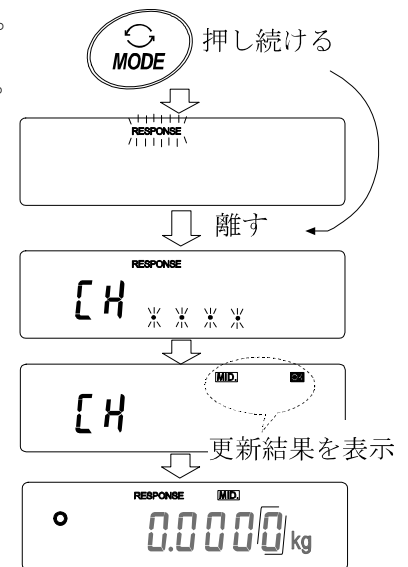 。
MODE 押し続ける
。
RESPONSE
離す
RESPONSE
CH
MID. OK
CH
更新結果を表示
RESPONSE MID.
0.0000 kg